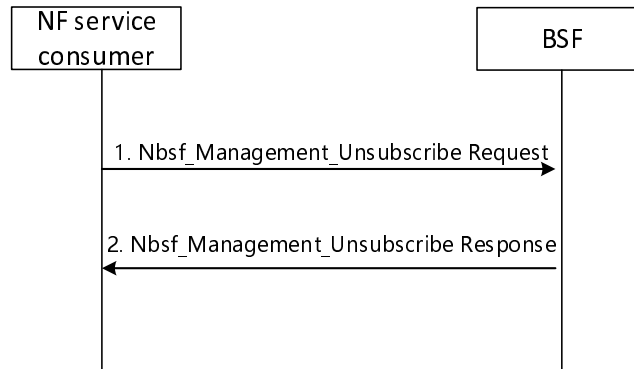 NF service
consumer
BSF
1. Nbsf_Management_Unsubscribe Request
2. Nbsf_Management_Unsubscribe Response